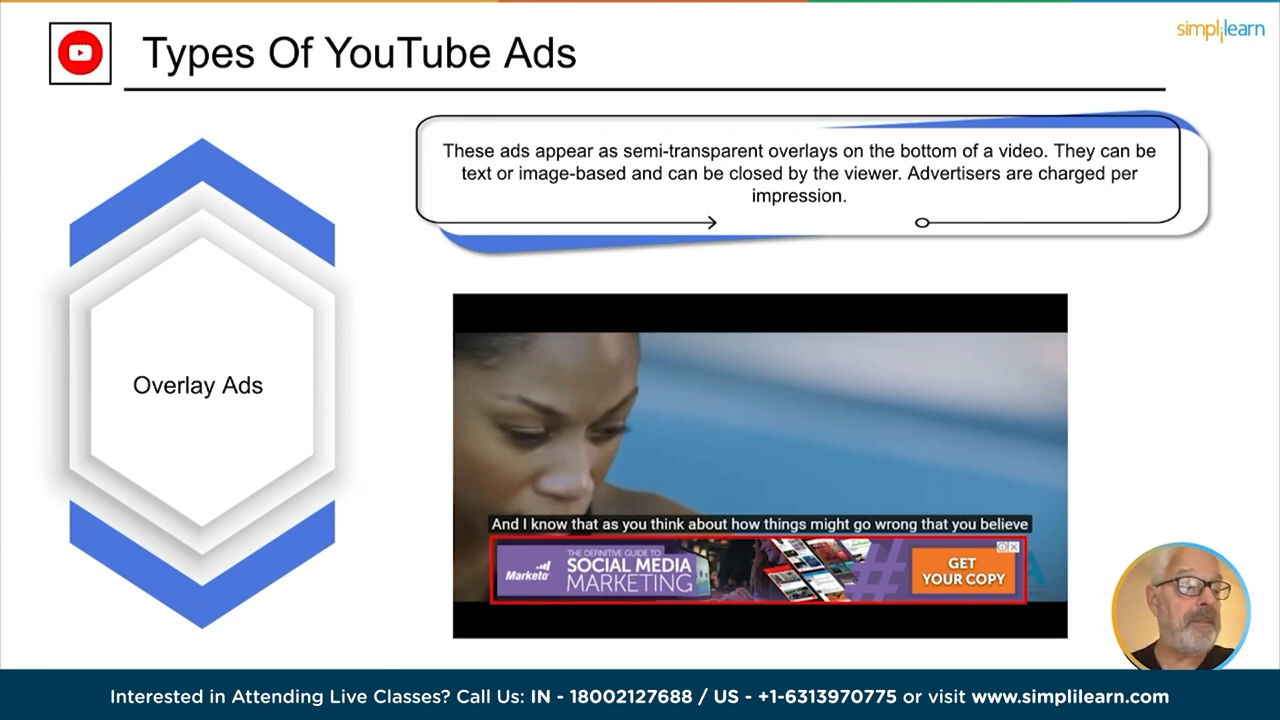 simplilearn
Types Of YouTube Ads
These ads appear as semi-transparent overlays on the bottom of a video. They can be
text or image-based and can be closed by the viewer. Advertisers are charged per
impression.
Overlay Ads
And I know that as you think about how things might go wrong that you believe
Marketo
THE DEFINITIVE GUIDE TO
SOCIAL MEDIA
MARKETING
#
GET
YOUR COPY
Interested in Attending Live Classes? Call Us: IN - 18002127688 / US - +1-6313970775 or visit www.simplilearn.com